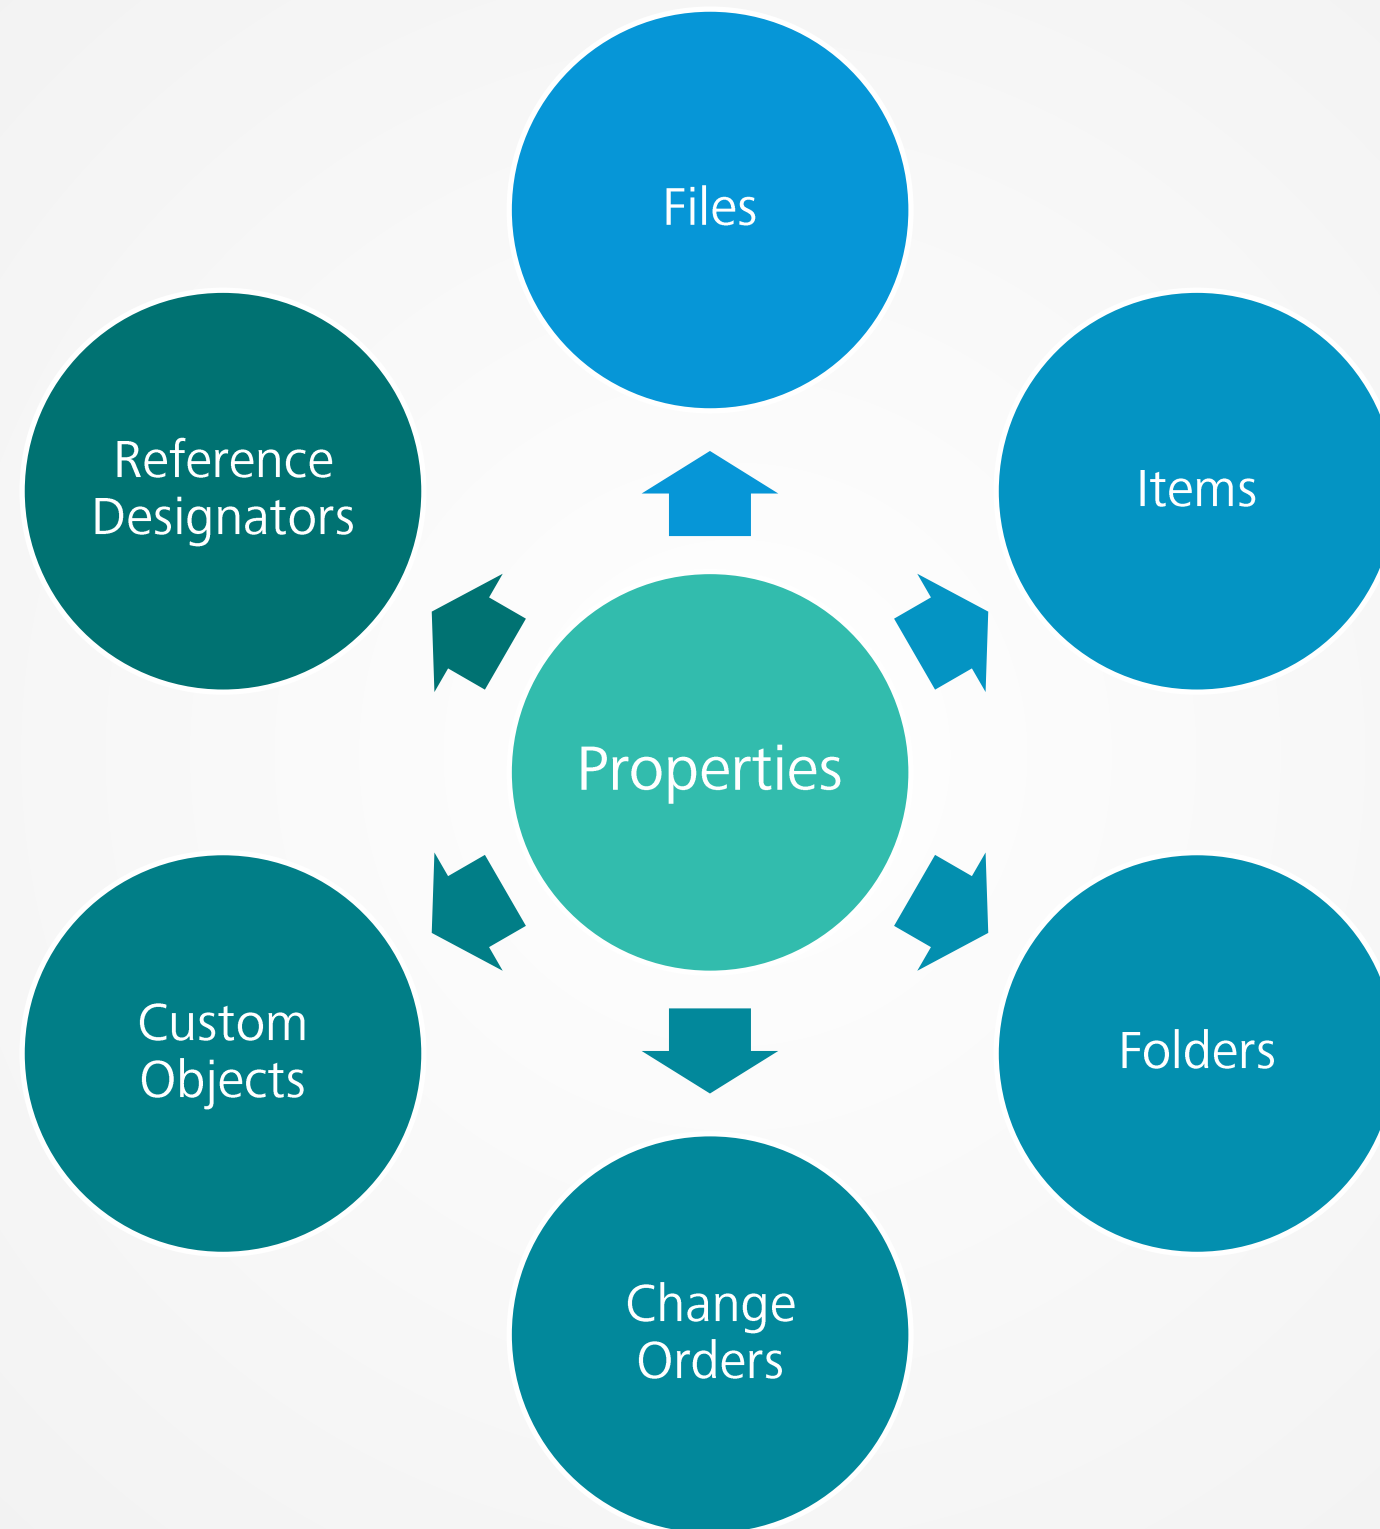 Files
Reference
Designators
Items
Properties
Custom
Objects
Folders
Change
Orders